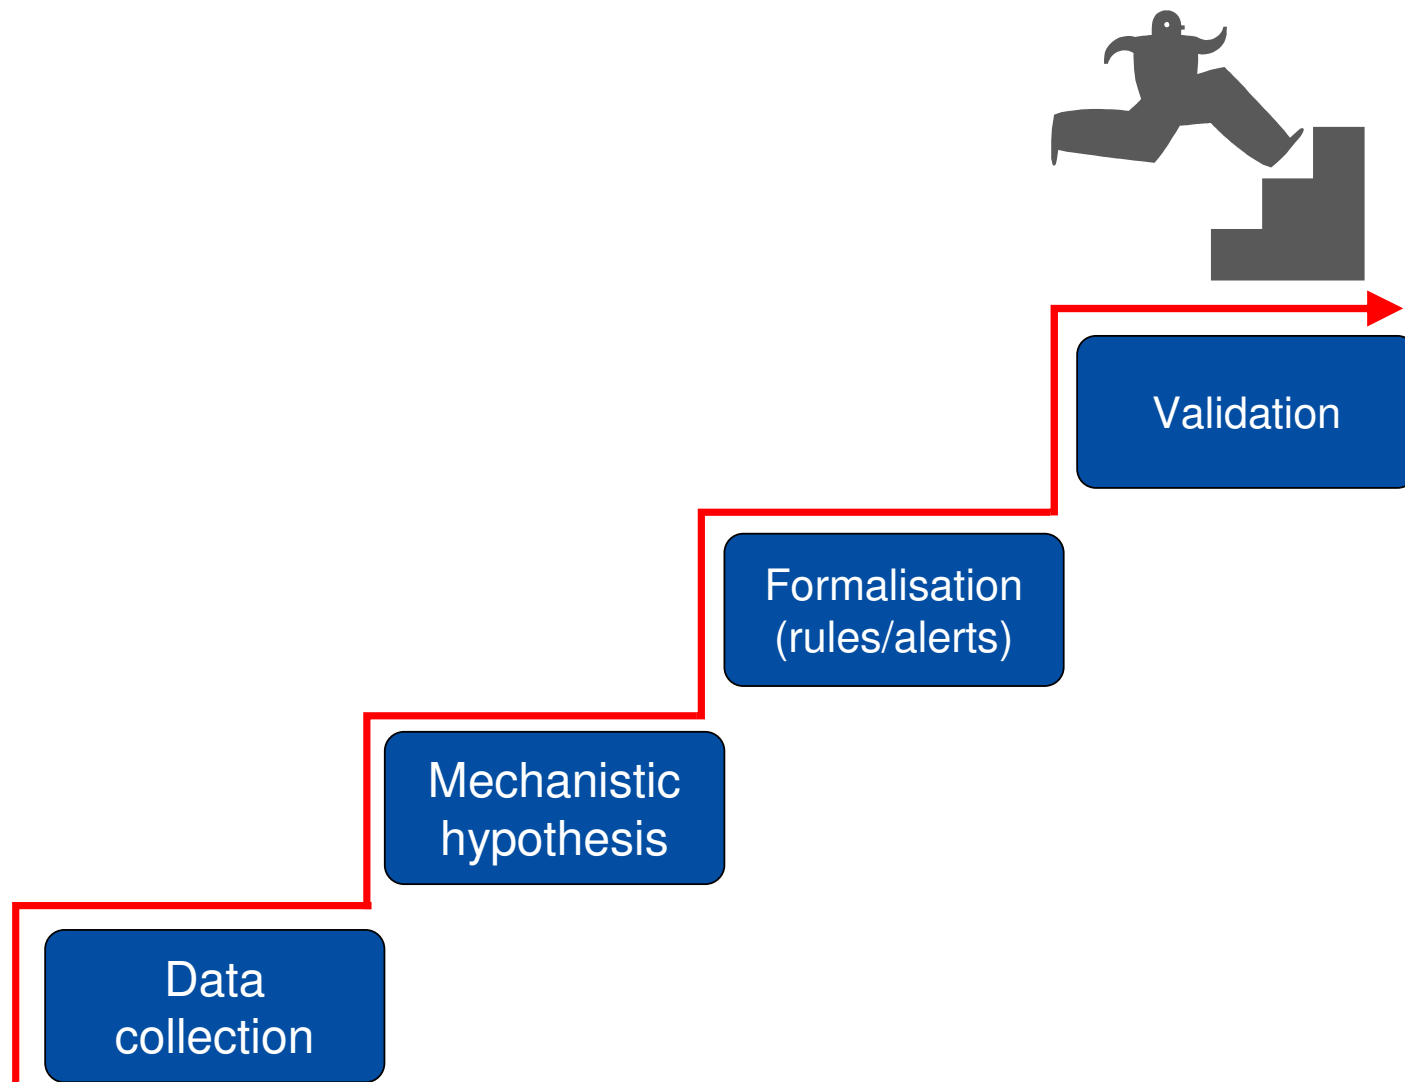 Validation
Formalisation
(rules/alerts)
Mechanistic
hypothesis
Data
collection